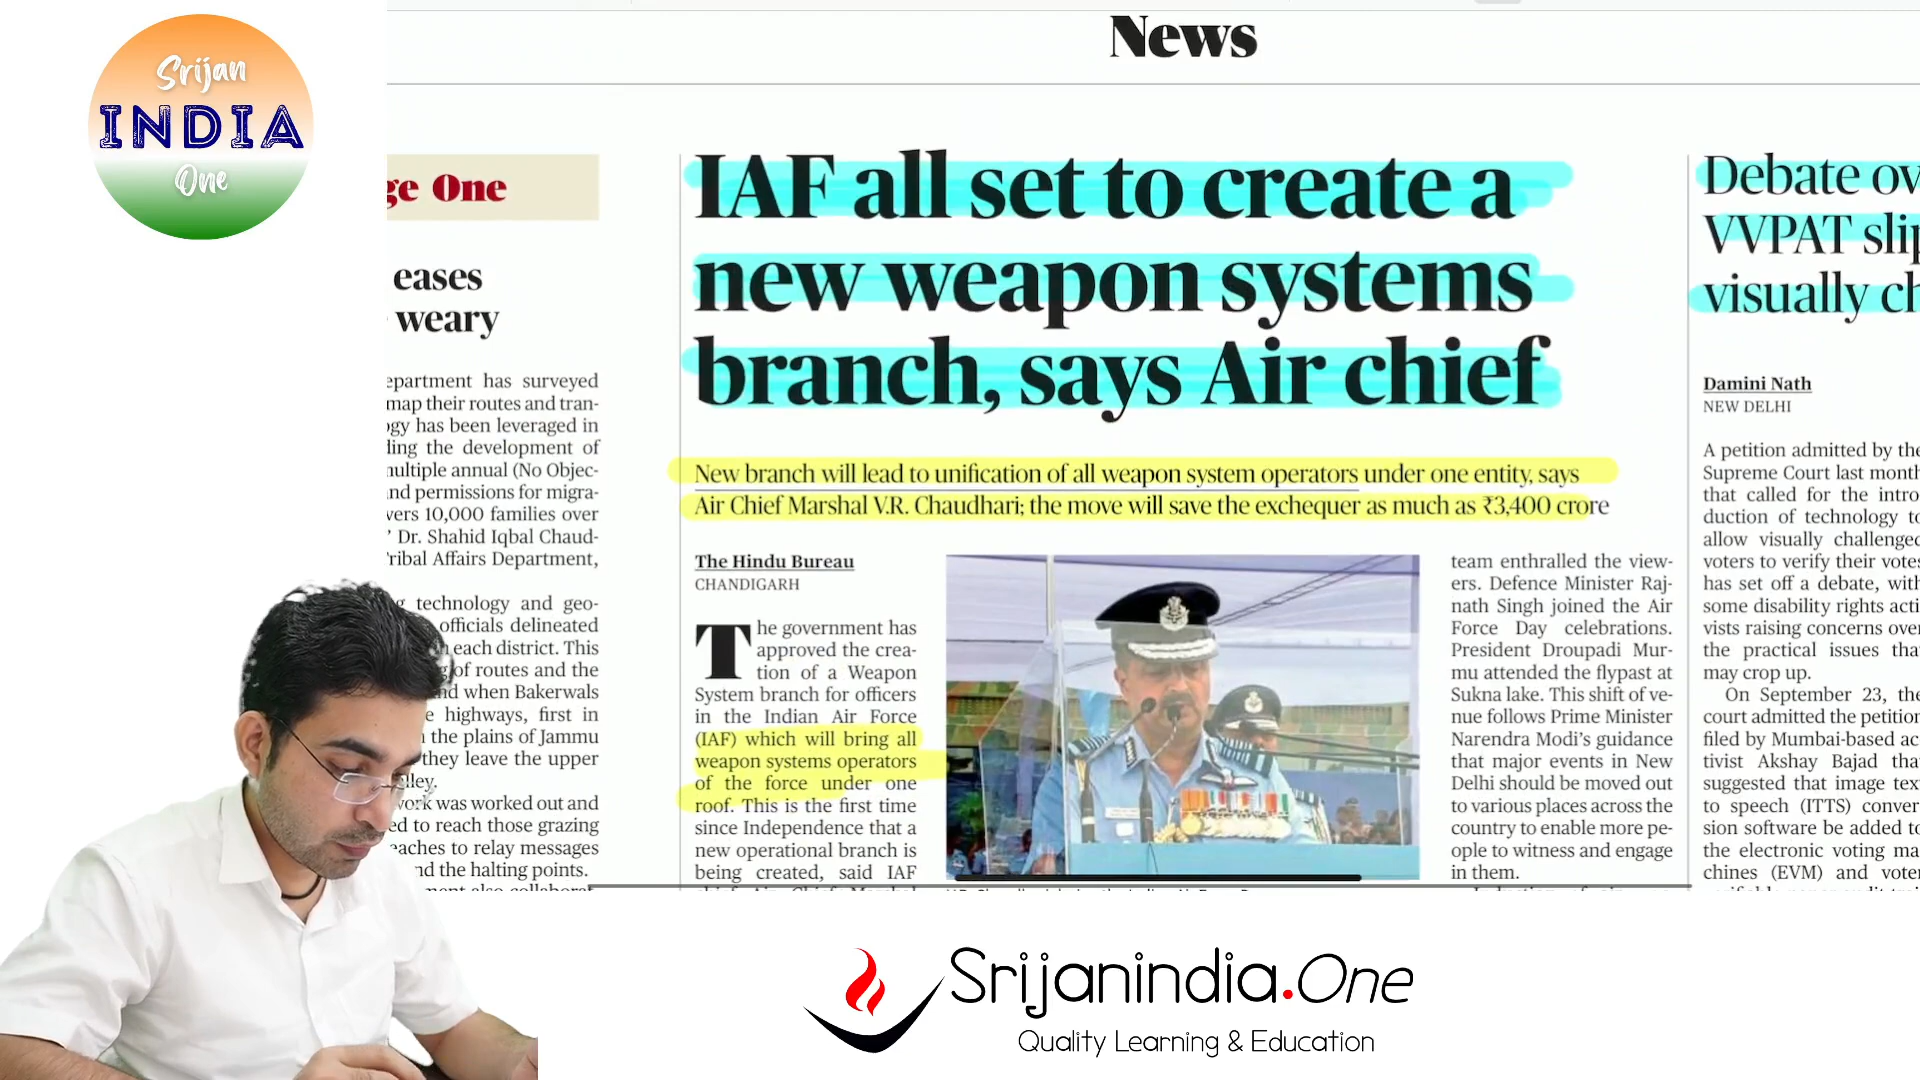 Srijan
INDIA
One
News
ge One
eases
weary
epartment has surveyed
map their routes and tran-
ogy has been leveraged in
ding the development of
multiple annual (No Objec-
nd permissions for migra-
vers 10,000 families over
' Dr. Shahid Iqbal Chaud-
Tribal Affairs Department,
technology and geo-
officials delineated
each district. This
g of routes and the
nd when Bakerwals
e highways, first in
the plains of Jammu
they leave the upper
lley.
work was worked out and
ed to reach those grazing
eaches to relay messages
nd the halting points.
IAF all set to create a
new weapon systems
branch, says Air chief
New branch will lead to unification of all weapon system operators under one entity, says
Air Chief Marshal V.R. Chaudhari; the move will save the exchequer as much as ₹3,400 crore
The Hindu Bureau
CHANDIGARH
The government has
approved the crea-
tion of a Weapon
System branch for officers
in the Indian Air Force
(IAF) which will bring all
weapon systems operators
of the force under one
roof. This is the first time
since Independence that a
new operational branch is
being created, said IAF
team enthralled the view-
ers. Defence Minister Raj-
nath Singh joined the Air
Force Day celebrations.
President Droupadi Mur-
mu attended the flypast at
Sukna lake. This shift of ve-
nue follows Prime Minister
Narendra Modi's guidance
that major events in New
Delhi should be moved out
to various places across the
country to enable more pe-
ople to witness and engage
in them.
Debate ov
VVPAT slip
visually ch
Damini Nath
NEW DELHI
A petition admitted by the
Supreme Court last month
that called for the intro
duction of technology to
allow visually challenged
voters to verify their votes
has set off a debate, with
some disability rights acti
vists raising concerns over
the practical issues that
may crop up.
On September 23, the
court admitted the petition
filed by Mumbai-based ac
tivist Akshay Bajad that
suggested that image text
to speech (ITTS) conver
sion software be added to
the electronic voting ma
chines (EVM) and voter
Srijanindia.One
Quality Learning & Education